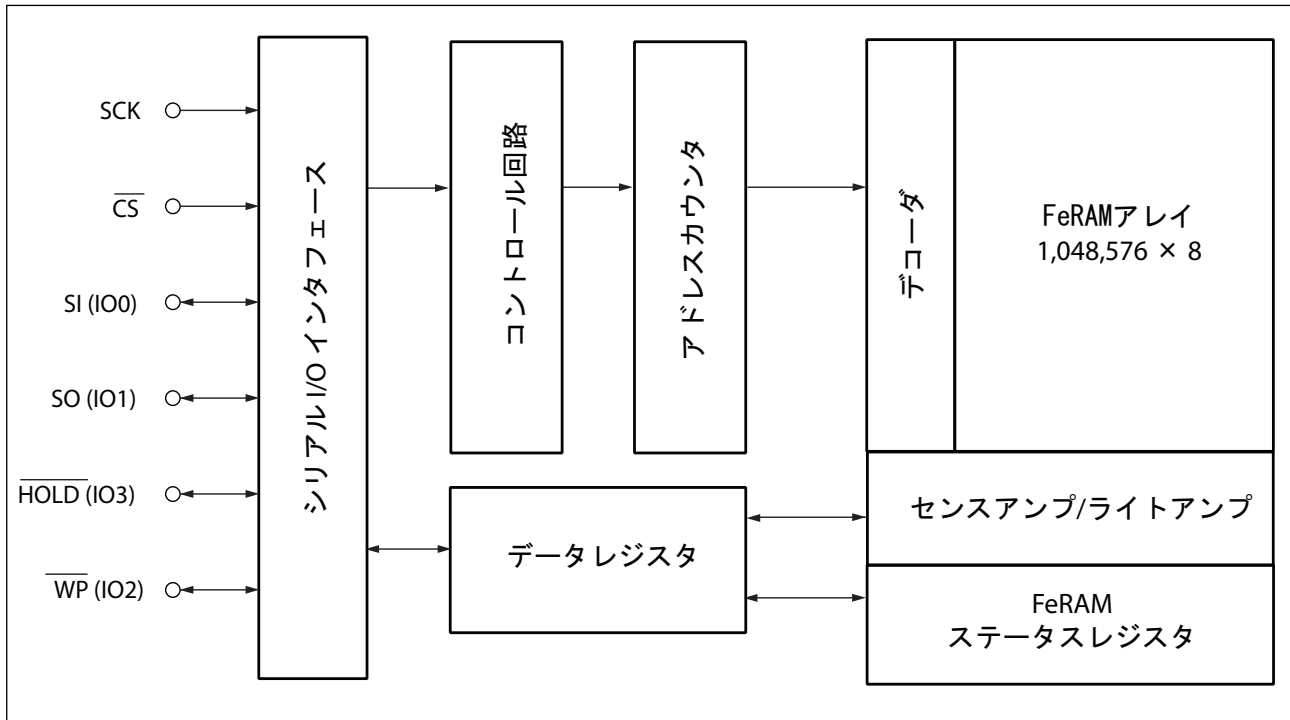 SCK
CS
SI (IO0)
SO (IO1)
HOLD (IO3)
WP (IO2)
シリアル I/O インタフェース
コントロール回路
アドレスカウンタ
データレジスタ
デコーダ
FeRAMアレイ
1,048,576 × 8
センスアンプ/ライトアンプ
FeRAM
ステータスレジスタ